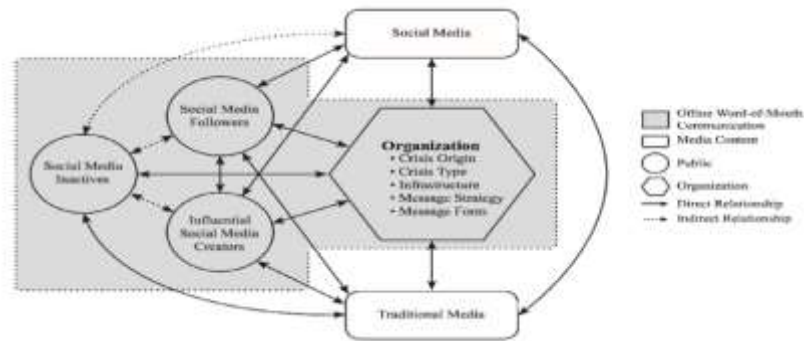 Social Media
Social Media
Followers
Social Media
Inactives
Influential
Social Media
Creators
Organization
• Crisis Origin
• Crisis Type
• Infrastructure
• Message Strategy
• Message Form
Traditional Media
Offline Word-of-Mouth
Communication
Media Content
Public
Organization
Direct Relationship
Indirect Relationship